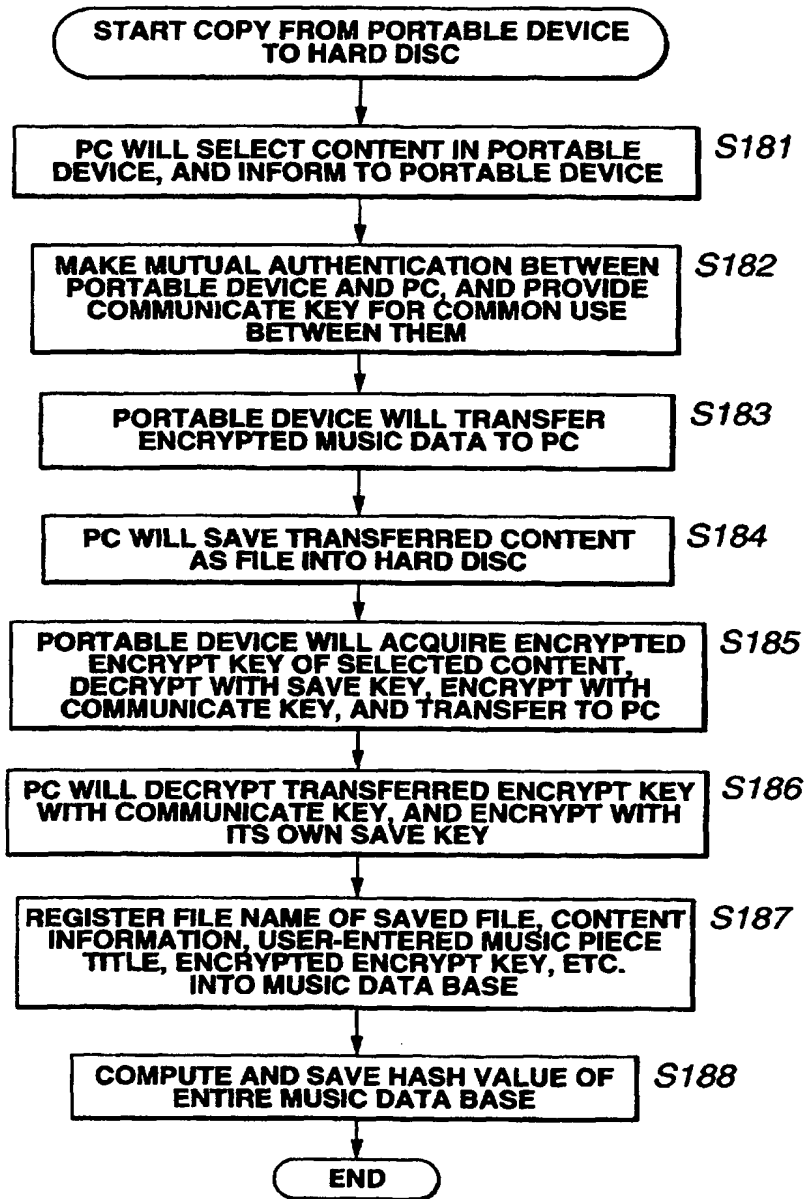 START COPY FROM PORTABLE DEVICE
TO HARD DISC
PC WILL SELECT CONTENT IN PORTABLE
DEVICE, AND INFORM TO PORTABLE DEVICE
S181
MAKE MUTUAL AUTHENTICATION BETWEEN
PORTABLE DEVICE AND PC, AND PROVIDE
COMMUNICATE KEY FOR COMMON USE
BETWEEN THEM
S182
PORTABLE DEVICE WILL TRANSFER
ENCRYPTED MUSIC DATA TO PC
S183
PC WILL SAVE TRANSFERRED CONTENT
AS FILE INTO HARD DISC
S184
PORTABLE DEVICE WILL ACQUIRE ENCRYPTED
ENCRYPT KEY OF SELECTED CONTENT,
DECRYPT WITH SAVE KEY, ENCRYPT WITH
COMMUNICATE KEY, AND TRANSFER TO PC
S185
PC WILL DECRYPT TRANSFERRED ENCRYPT KEY
WITH COMMUNICATE KEY, AND ENCRYPT WITH
ITS OWN SAVE KEY
S186
REGISTER FILE NAME OF SAVED FILE, CONTENT
INFORMATION, USER-ENTERED MUSIC PIECE
TITLE, ENCRYPTED ENCRYPT KEY, ETC.
INTO MUSIC DATA BASE
S187
COMPUTE AND SAVE HASH VALUE OF
ENTIRE MUSIC DATA BASE
S188
END